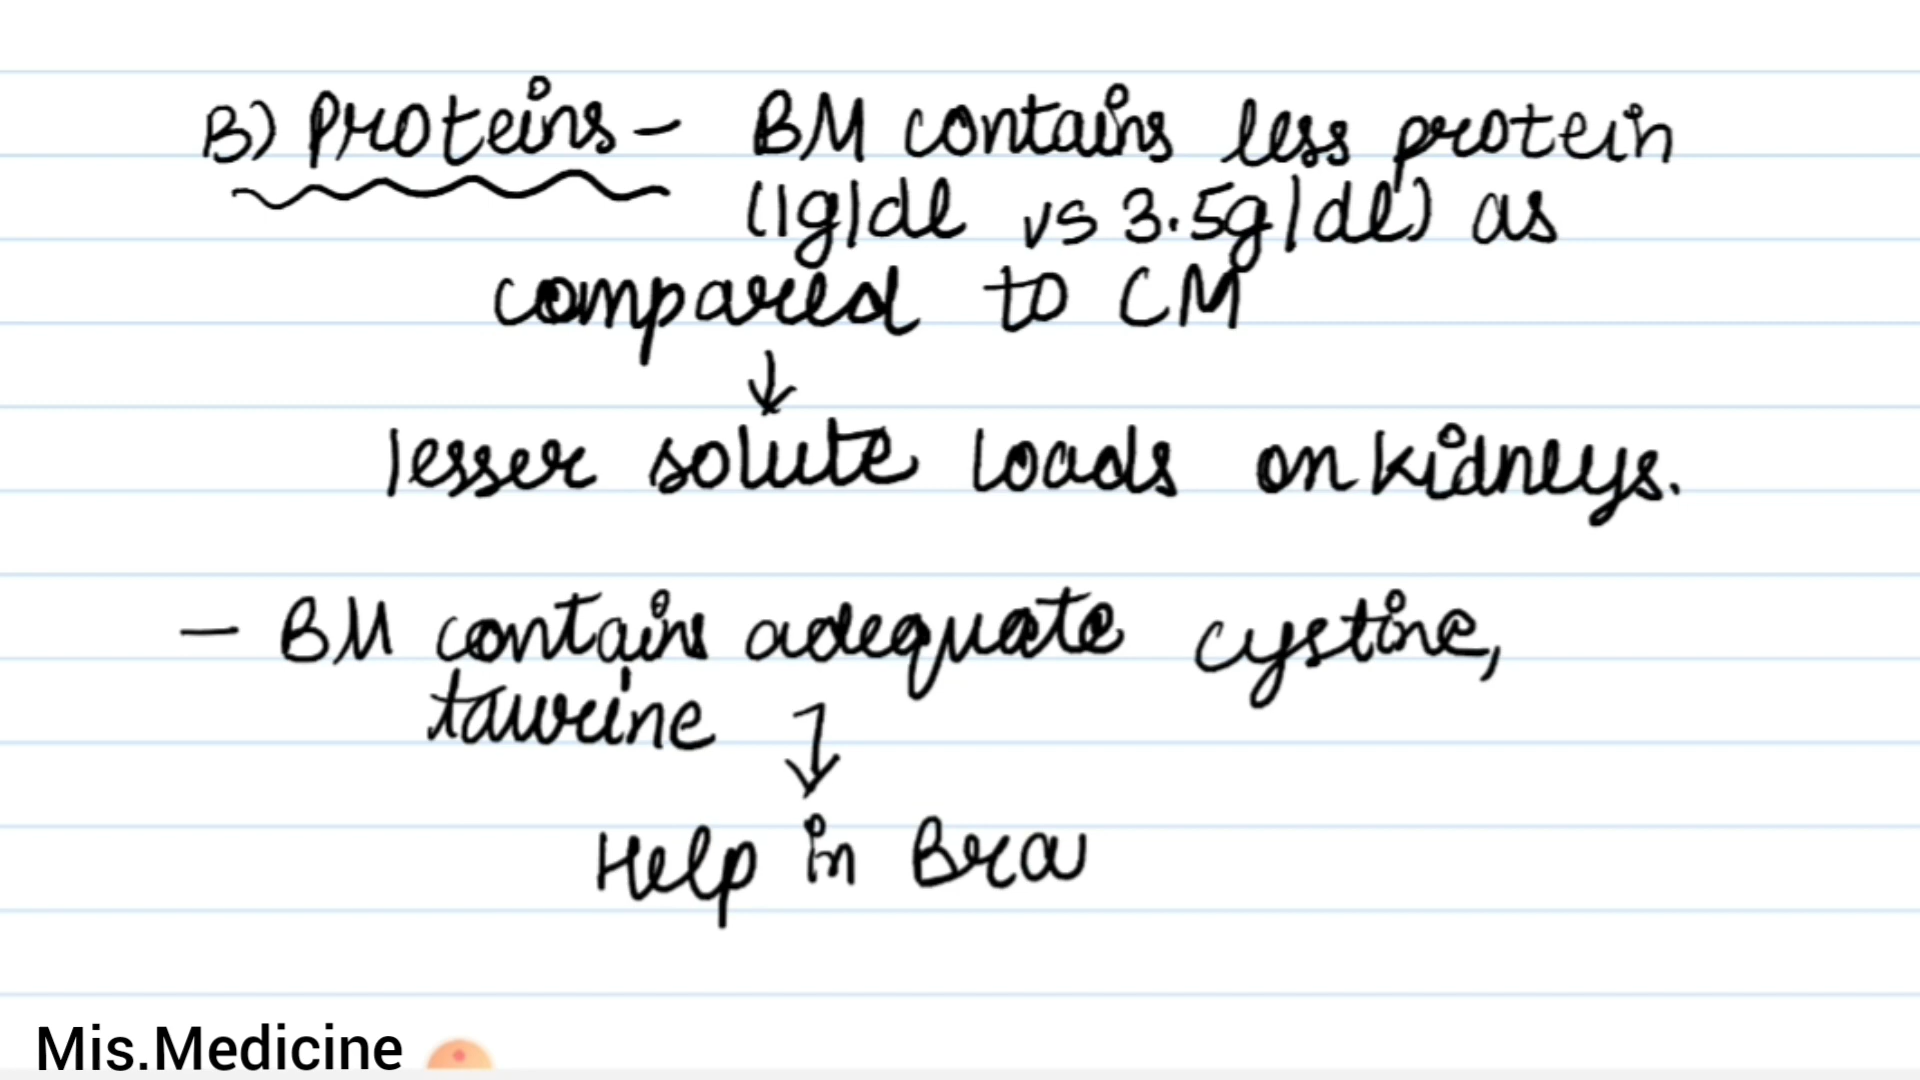 B) Proteins - BM contains less protein
(1g/dl vs 3.5g/dl) as
compared to CM
↓
lesser solute loads on kidneys.
- BM contains adequate cystine,
taurine
↓
Help in Bra
Mis.Medicine